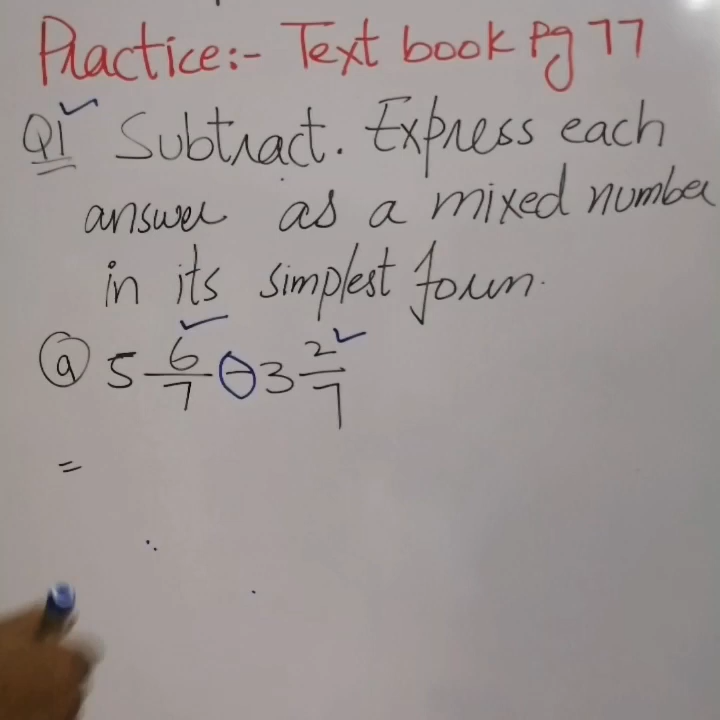 Practice:- Text book Pg 77
Q1 Subtract. Express each
answer as a mixed number
in its simplest form.
(a) 5 6/7 - 3 2/7
=